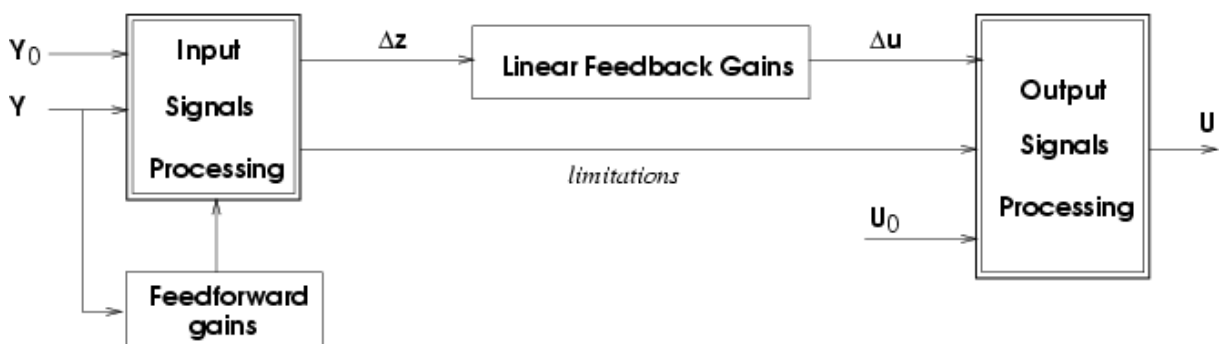 Y₀
Y
Input
Signals
Processing
Δz
Linear Feedback Gains
Δu
limitations
U₀
Output
Signals
Processing
U
Feedforward
gains